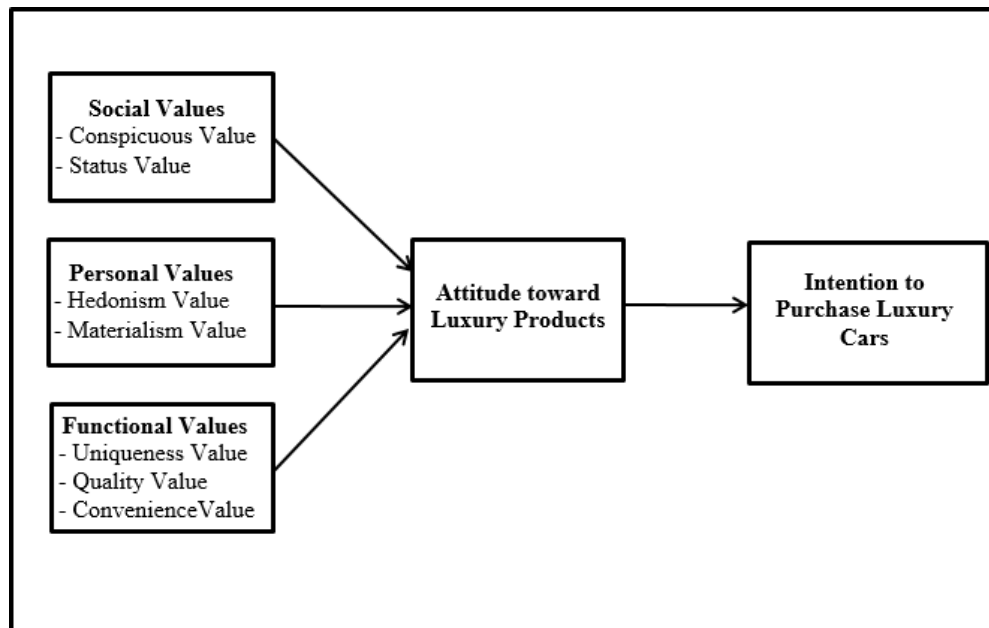 Social Values
- Conspicuous Value
- Status Value
Personal Values
- Hedonism Value
- Materialism Value
Functional Values
- Uniqueness Value
- Quality Value
- ConvenienceValue
Attitude toward
Luxury Products
Intention to
Purchase Luxury
Cars